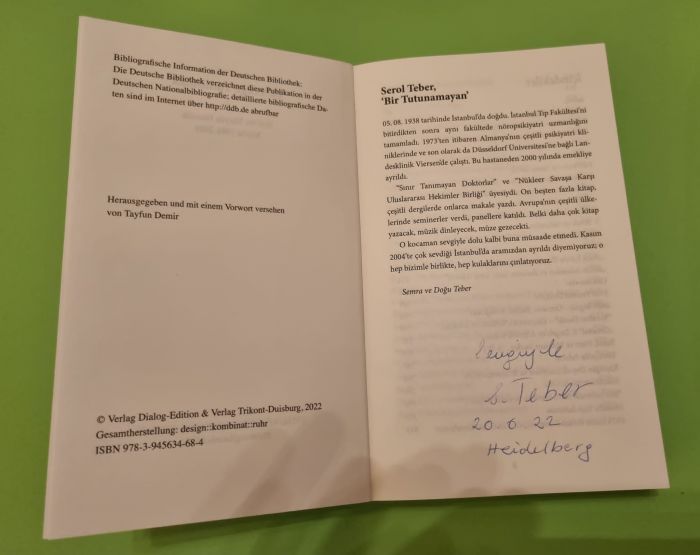 Bibliografische Information der Deutschen Bibliothek:
Die Deutsche Bibliothek verzeichnet diese Publikation in der
Deutschen Nationalbibliografie; detaillierte bibliografische Da-
ten sind im Internet über http://ddb.de abrufbar
Herausgegeben und mit einem Vorwort versehen
von Tayfun Demir
© Verlag Dialog-Edition & Verlag Trikont-Duisburg, 2022
Gesamtherstellung: design::kombinat::ruhr
ISBN 978-3-945634-68-4
Serol Teber,
'Bir Tutunamayan'
05. 08. 1938 tarihinde İstanbul'da doğdu. İstanbul Tıp Fakültesi'ni
bitirdikten sonra aynı fakültede nöropsikiyatri uzmanlığını
tamamladı. 1973'ten itibaren Almanya'nın çeşitli psikiyatri kli-
niklerinde ve son olarak da Düsseldorf Üniversitesi'ne bağlı Lan-
desklinik Viersen'de çalıştı. Bu hastaneden 2000 yılında emekliye
ayrıldı.
"Sınır Tanımayan Doktorlar" ve "Nükleer Savaşa Karşı
Uluslararası Hekimler Birliği" üyesiydi. On beşten fazla kitap,
çeşitli dergilerde onlarca makale yazdı. Avrupa'nın çeşitli ülke-
lerinde seminerler verdi, panellere katıldı. Belki daha çok kitap
yazacak, müzik dinleyecek, müze gezecekti.
O kocaman sevgiyle dolu kalbi buna müsaade etmedi. Kasım
2004'te çok sevdiği İstanbul'da aramızdan ayrıldı diyemiyoruz; o
hep bizimle birlikte, hep kulaklarını çınlatıyoruz.
Semra ve Doğu Teber
Sevgiyle
S. Teber
20.6.22
Heidelberg